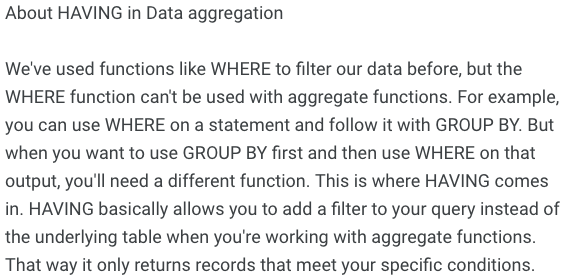 About HAVING in Data aggregation
We've used functions like WHERE to filter our data before, but the
WHERE function can't be used with aggregate functions. For example,
you can use WHERE on a statement and follow it with GROUP BY. But
when you want to use GROUP BY first and then use WHERE on that
output, you'll need a different function. This is where HAVING comes
in. HAVING basically allows you to add a filter to your query instead of
the underlying table when you're working with aggregate functions.
That way it only returns records that meet your specific conditions.